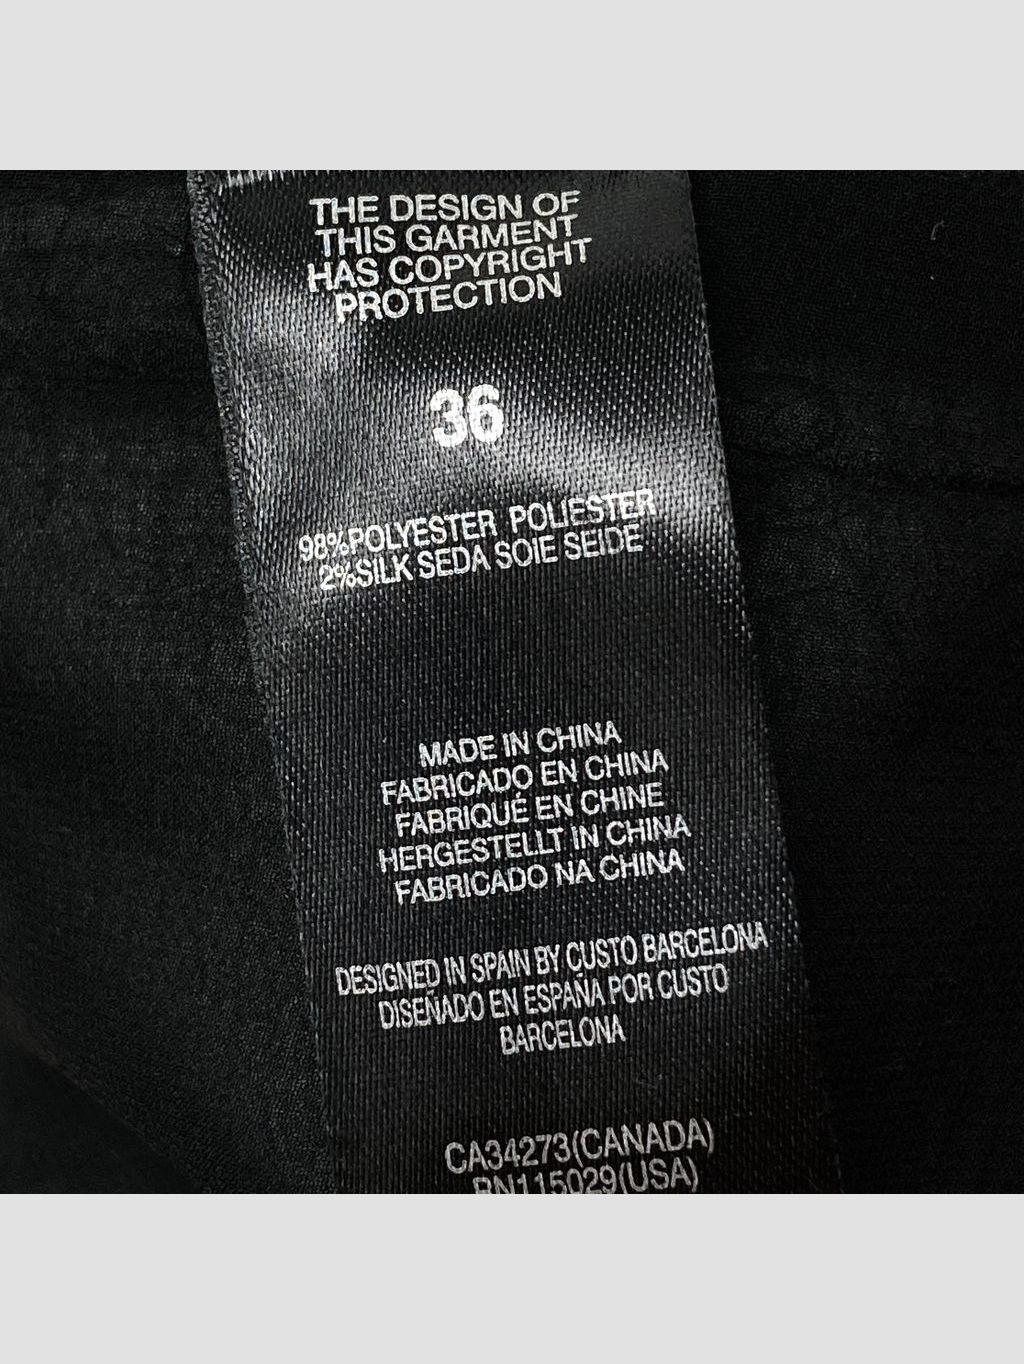 THE DESIGN OF
THIS GARMENT
HAS COPYRIGHT
PROTECTION
36
98%POLYESTER POLIESTER
2%SILK SEDA SOIE SEIDE
MADE IN CHINA
FABRICADO EN CHINA
FABRIQUÉ EN CHINE
HERGESTELLT IN CHINA
FABRICADO NA CHINA
DESIGNED IN SPAIN BY CUSTO BARCELONA
DISEÑADO EN ESPAÑA POR CUSTO
BARCELONA
CA34273(CANADA)
RN115029(USA)